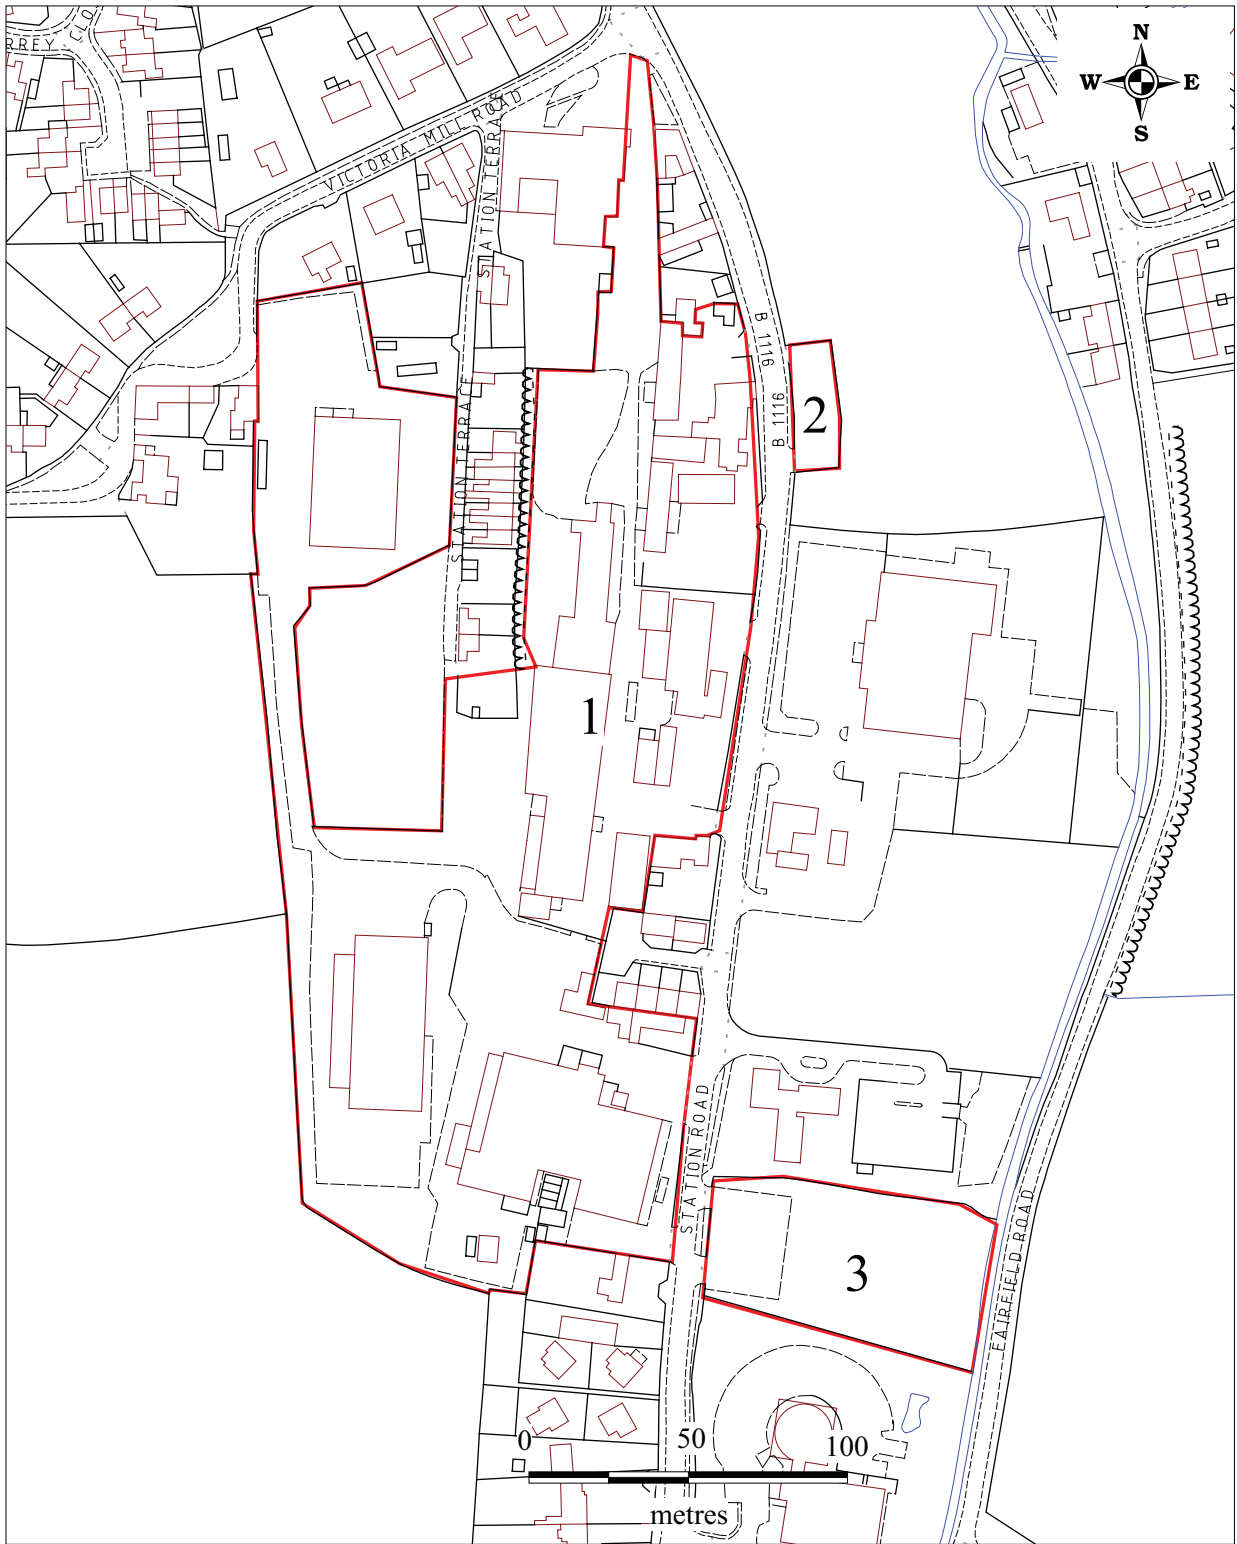 RREY CLO
N
W E
S
VICTORIA MILL ROAD
STATION TERRACE
B 1116
B 1116
2
STATION TERRACE
1
STATION ROAD
3
FAIRFIELD ROAD
0 50 100
metres